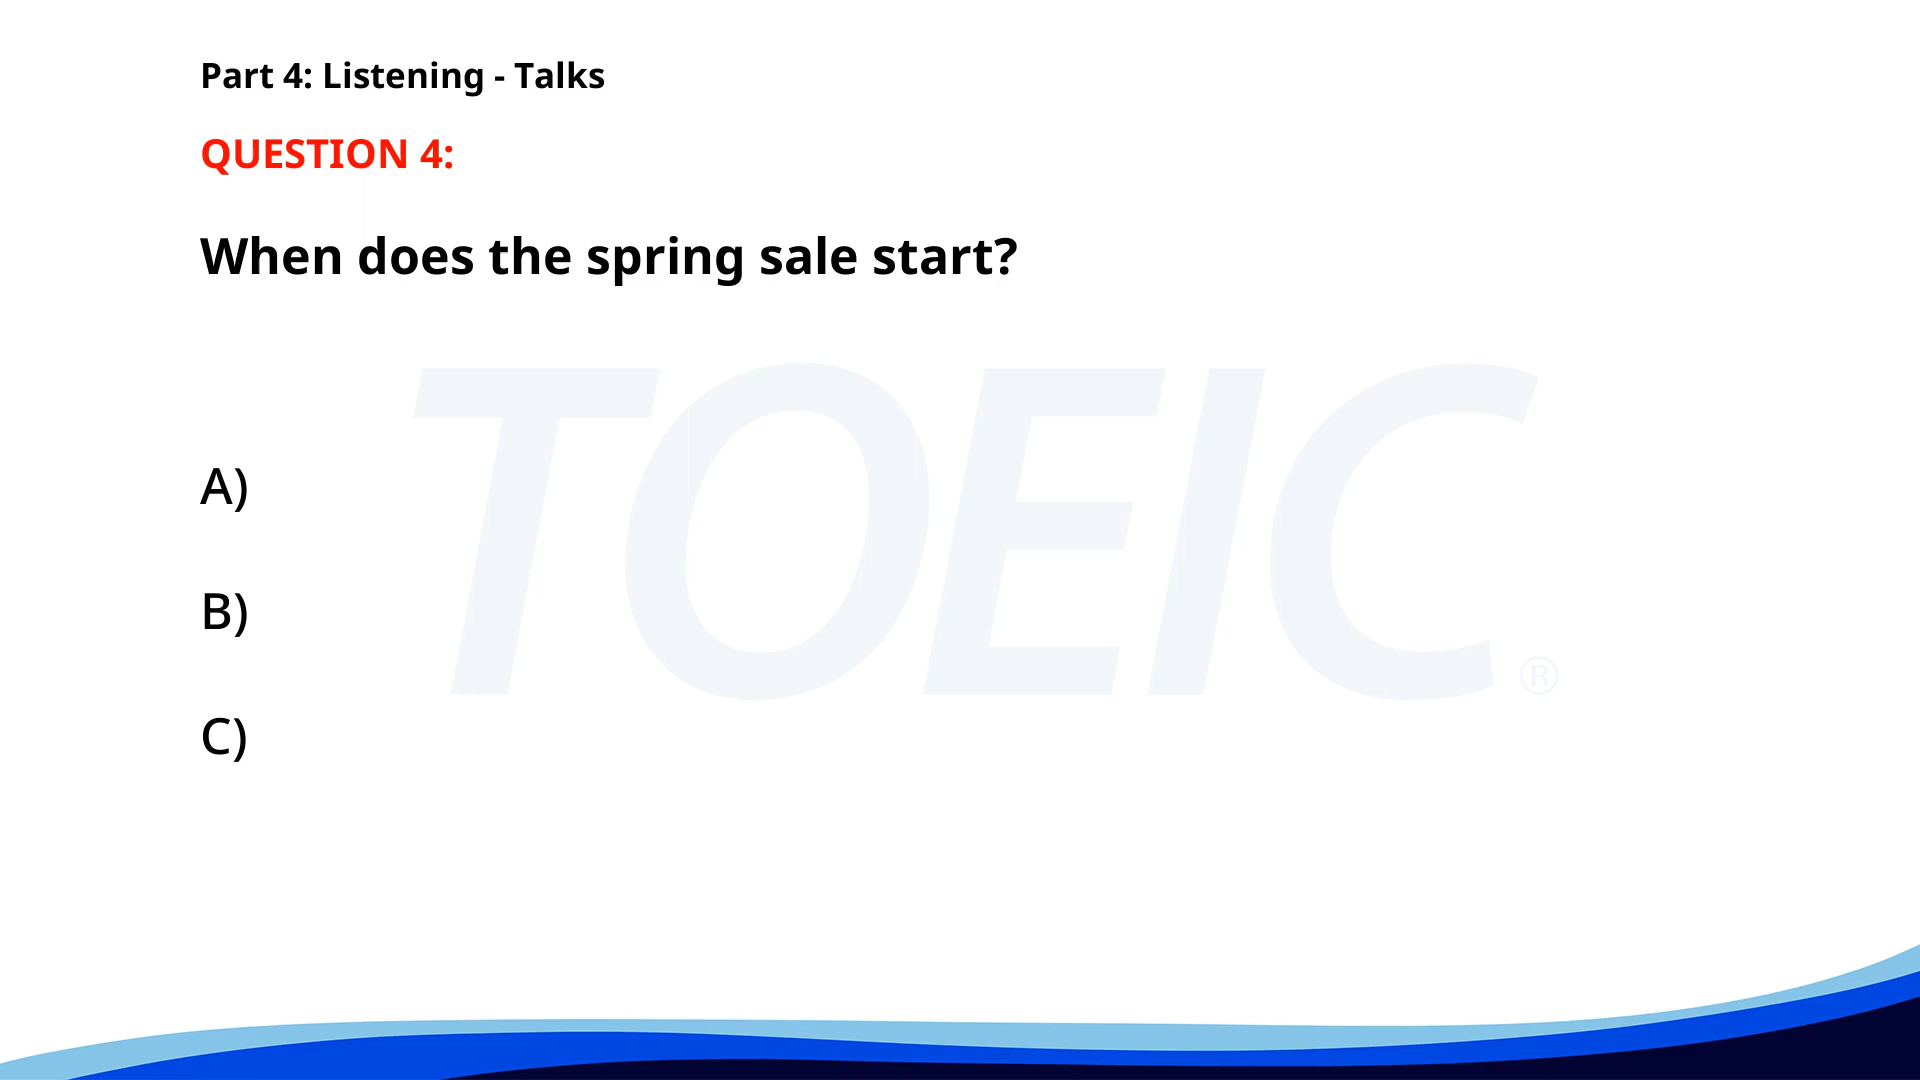 Part 4: Listening - Talks
QUESTION 4:
When does the spring sale start?
TOEIC®
A)
B)
C)